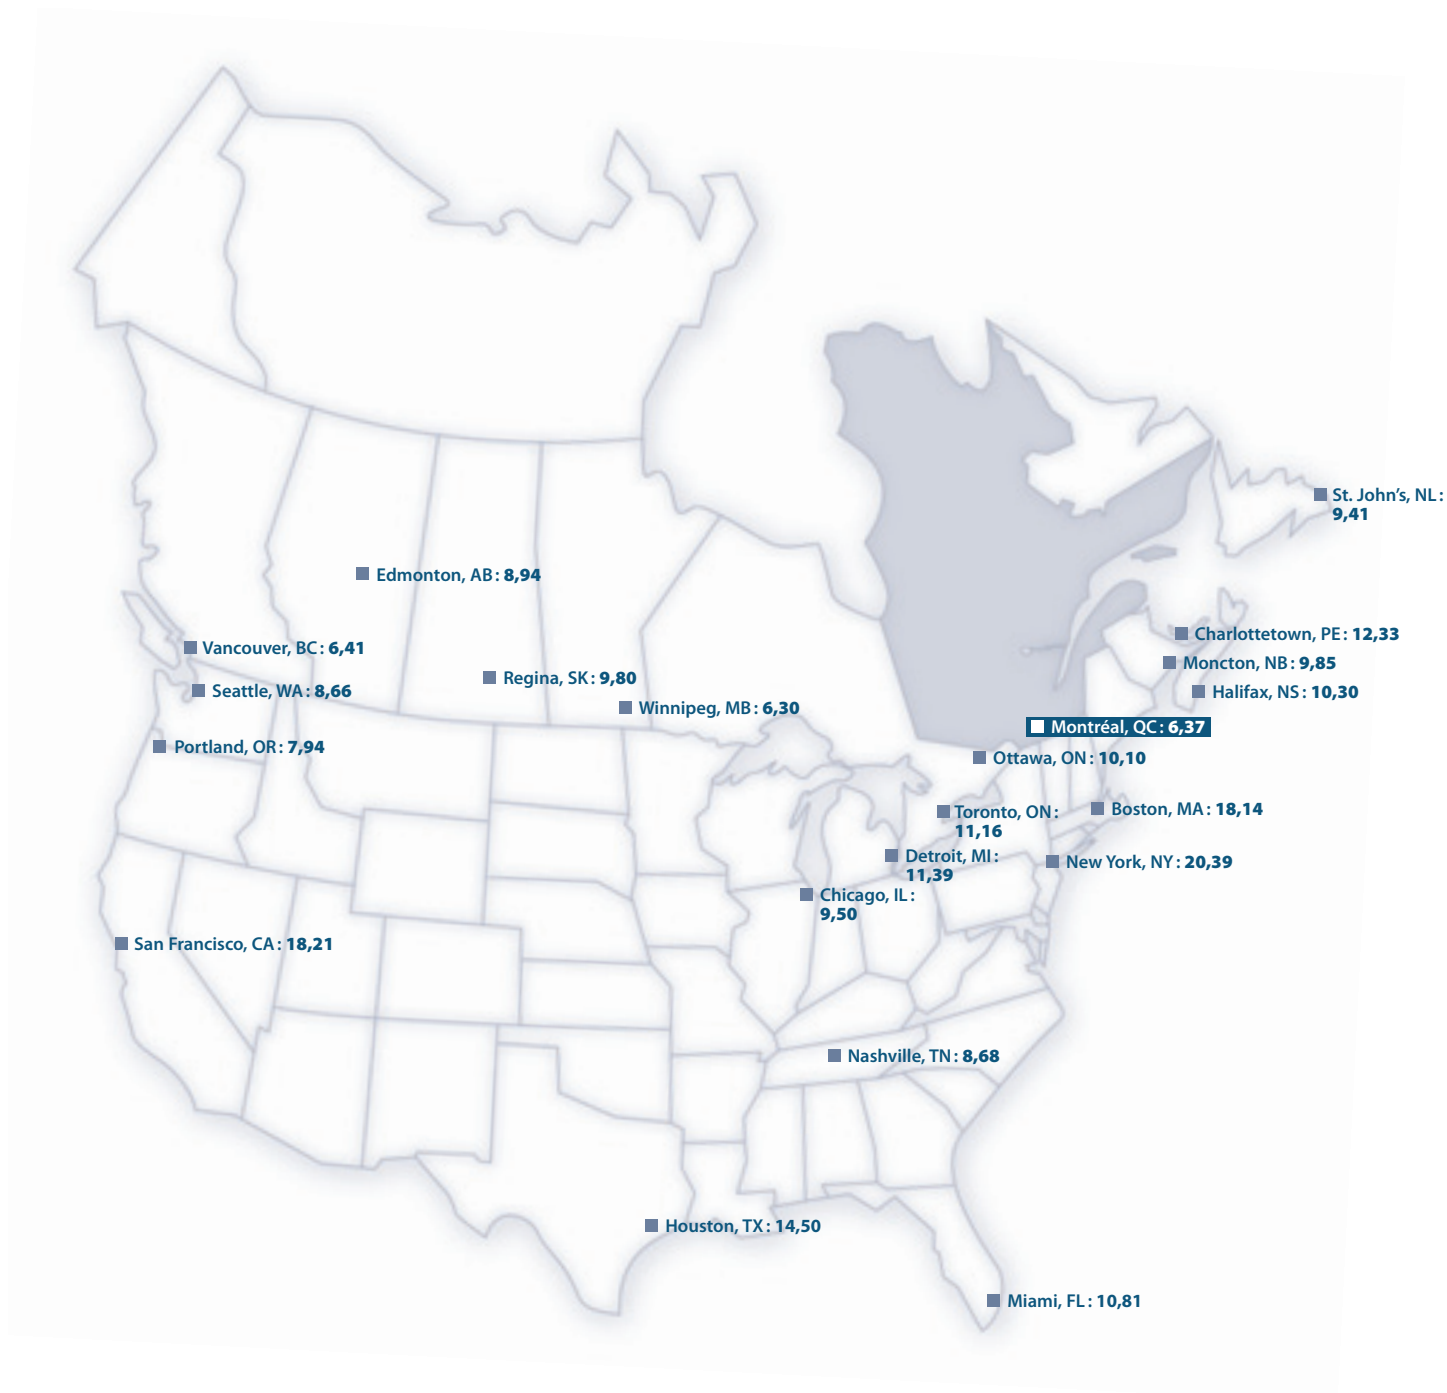 St. John's, NL :
9,41
Edmonton, AB : 8,94
Charlottetown, PE : 12,33
Vancouver, BC : 6,41
Moncton, NB : 9,85
Regina, SK : 9,80
Seattle, WA : 8,66
Halifax, NS : 10,30
Winnipeg, MB : 6,30
Montréal, QC : 6,37
Portland, OR : 7,94
Ottawa, ON : 10,10
Boston, MA : 18,14
Toronto, ON :
11,16
Detroit, MI :
11,39
New York, NY : 20,39
Chicago, IL :
9,50
San Francisco, CA : 18,21
Nashville, TN : 8,68
Houston, TX : 14,50
Miami, FL : 10,81